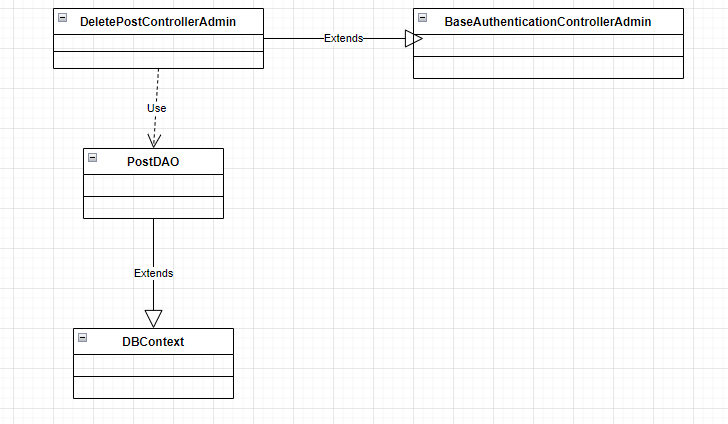 DeletePostControllerAdmin
BaseAuthenticationControllerAdmin
Extends
Use
PostDAO
Extends
DBContext